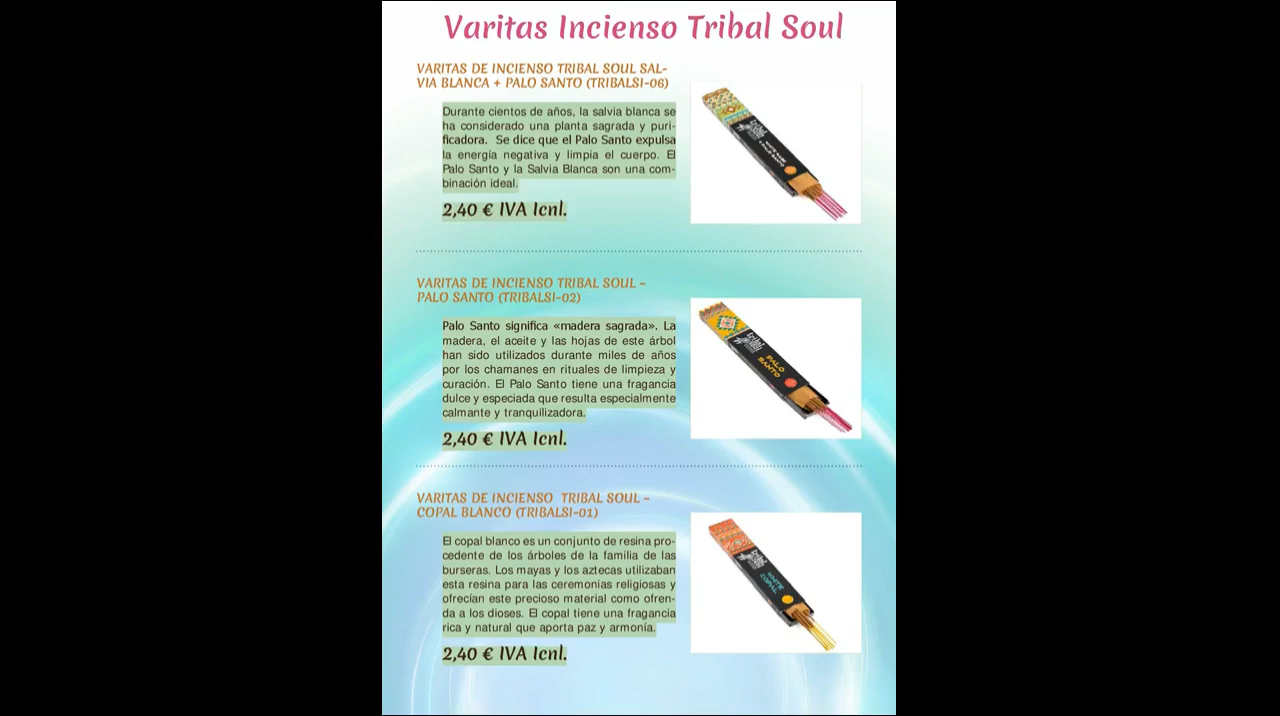 Varitas Incienso Tribal Soul
VARITAS DE INCIENSO TRIBAL SOUL SAL-
VIA BLANCA + PALO SANTO (TRIBALSI-06)
Durante cientos de años, la salvia blanca se
ha considerado una planta sagrada y puri-
ficadora. Se dice que el Palo Santo expulsa
la energía negativa y limpia el cuerpo. El
Palo Santo y la Salvia Blanca son una com-
binación ideal.
2,40 € IVA Icnl.
VARITAS DE INCIENSO TRIBAL SOUL –
PALO SANTO (TRIBALSI-02)
Palo Santo significa «madera sagrada». La
madera, el aceite y las hojas de este árbol
han sido utilizados durante miles de años
por los chamanes en rituales de limpieza y
curación. El Palo Santo tiene una fragancia
dulce y especiada que resulta especialmente
calmante y tranquilizadora.
2,40 € IVA Icnl.
PALO
SANTO
VARITAS DE INCIENSO TRIBAL SOUL –
COPAL BLANCO (TRIBALSI-01)
El copal blanco es un conjunto de resina pro-
cedente de los árboles de la familia de las
burseras. Los mayas y los aztecas utilizaban
esta resina para las ceremonias religiosas y
ofrecían este precioso material como ofren-
da a los dioses. El copal tiene una fragancia
rica y natural que aporta paz y armonía.
2,40 € IVA Icnl.
WHITE
COPAL